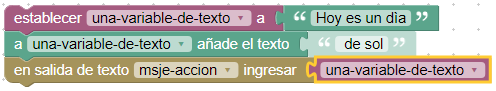 establecer una-variable-de-texto a “ Hoy es un dìa ”
a una-variable-de-texto añade el texto “ de sol ”
en salida de texto msje-accion ingresar una-variable-de-texto